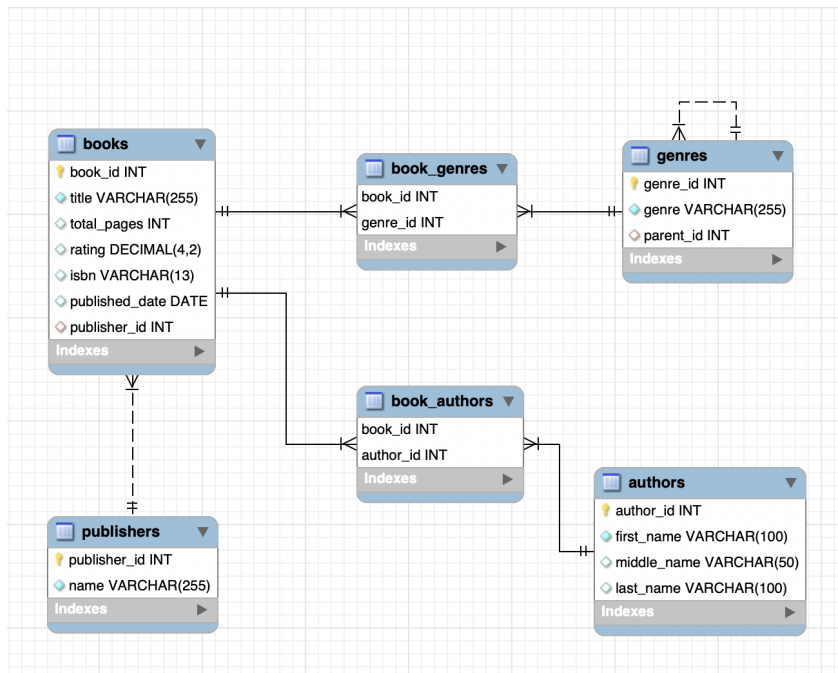 books
book_id INT
title VARCHAR(255)
total_pages INT
rating DECIMAL(4,2)
isbn VARCHAR(13)
published_date DATE
publisher_id INT
Indexes
book_genres
book_id INT
genre_id INT
Indexes
genres
genre_id INT
genre VARCHAR(255)
parent_id INT
Indexes
book_authors
book_id INT
author_id INT
Indexes
publishers
publisher_id INT
name VARCHAR(255)
Indexes
authors
author_id INT
first_name VARCHAR(100)
middle_name VARCHAR(50)
last_name VARCHAR(100)
Indexes